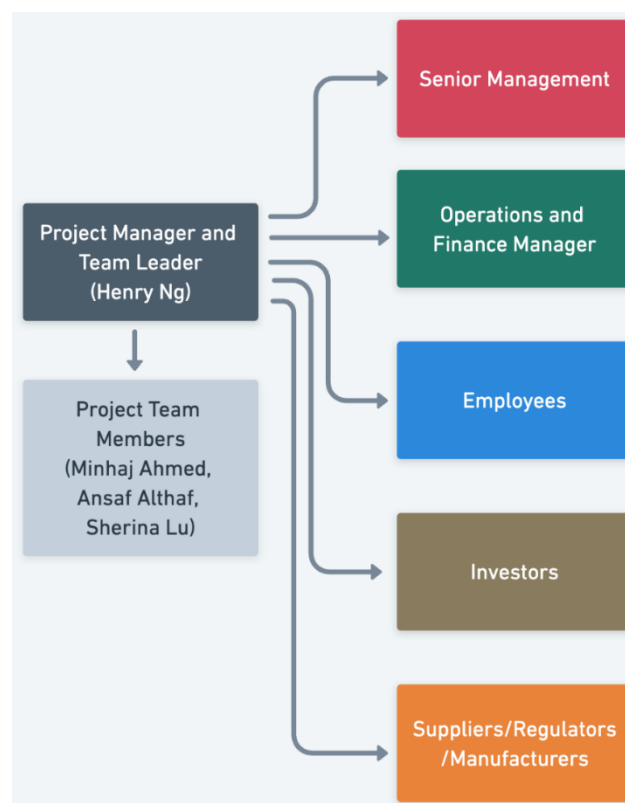 Senior Management
Operations and
Finance Manager
Project Manager and
Team Leader
(Henry Ng)
Employees
Project Team
Members
(Minhaj Ahmed,
Ansaf Althaf,
Sherina Lu)
Investors
Suppliers/Regulators
/Manufacturers